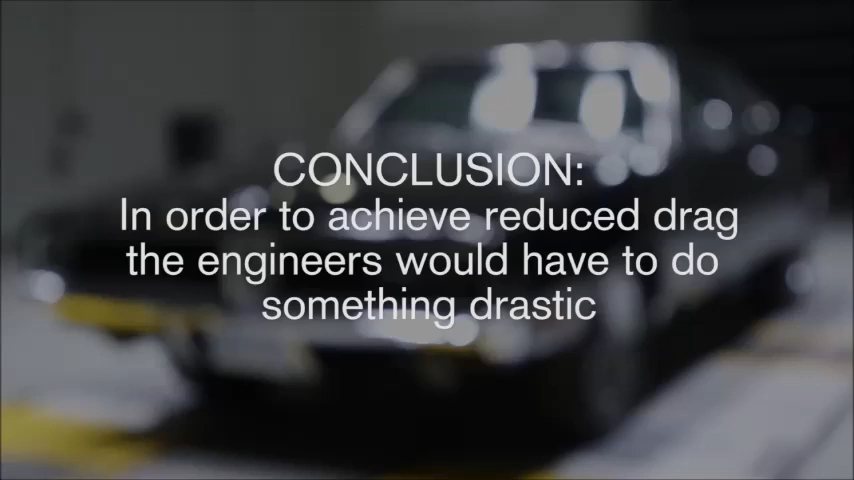 CONCLUSION:
In order to achieve reduced drag
the engineers would have to do
something drastic